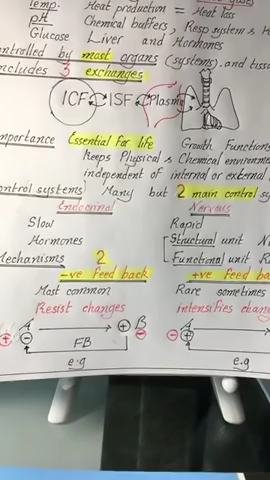 Temp: Heat production = Heat loss
pH Chemical buffers, Resp system &
Glucose Liver and Hormones
ntrolled by most organs (systems) and tissu
ncludes 3 exchanges
ICF ISF Plasma
mportance Essential for life Growth Functions
Keeps Physical & Chemical environme
independent of internal or external
ontrol systems Many but 2 main control sy
Endocrinal Nervous
Slow Rapid
Hormones Structural unit N
Mechanisms 2 Functional unit R
-ve feed back +ve feed ba
Most common Rare sometimes
Resist changes intensifies chang
A + B
+ - FB - - +
e.g e.g